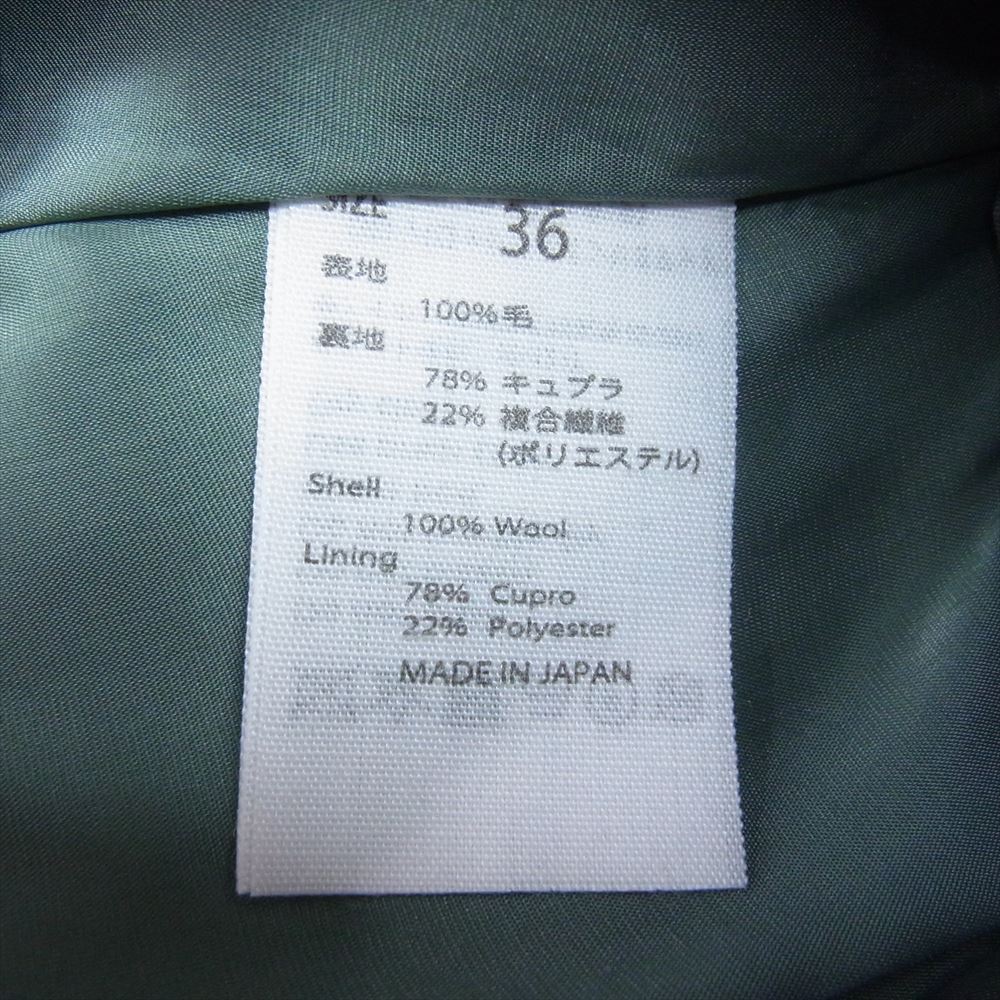 SIZE 36
表地
100%毛
裏地
78% キュプラ
22% 複合繊維
(ポリエステル)
Shell
100% Wool
Lining
78% Cupro
22% Polyester
MADE IN JAPAN